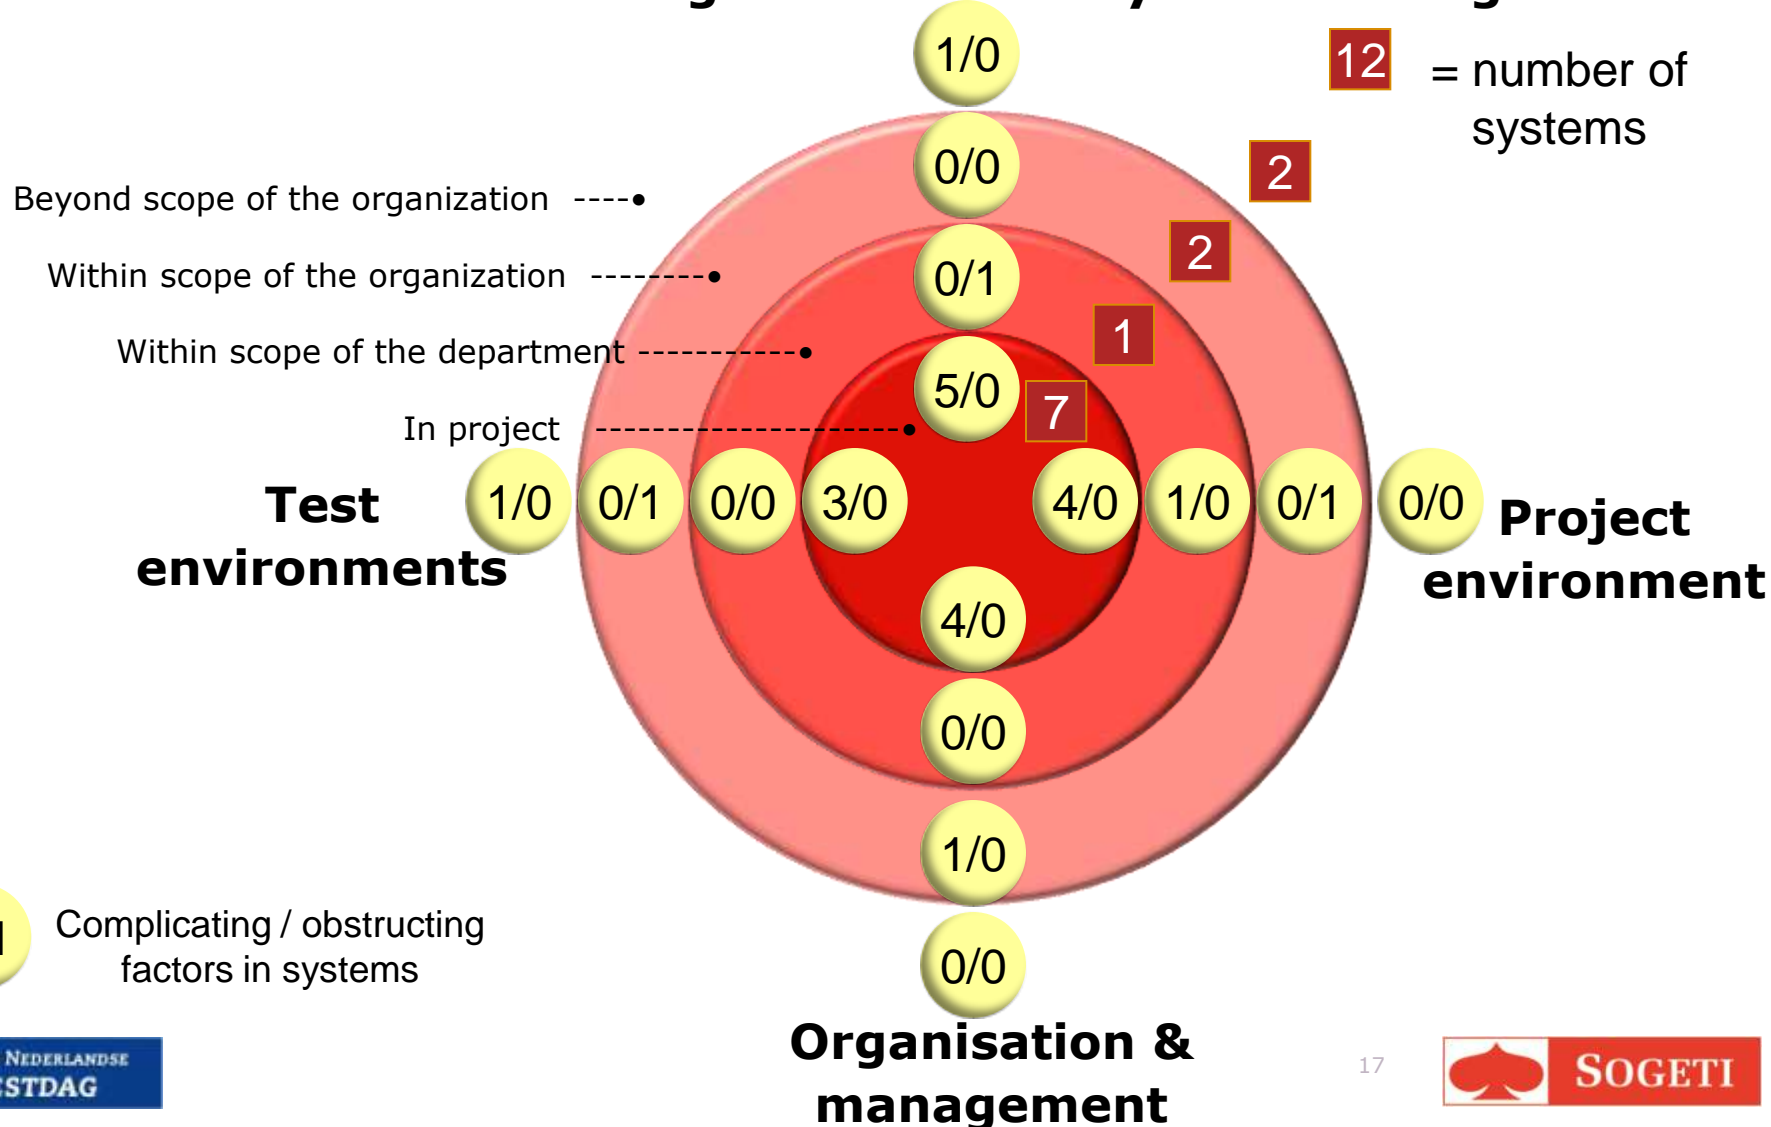 1/0
12 = number of
systems
0/0
2
Beyond scope of the organization ----•
2
Within scope of the organization --------•
0/1
1
Within scope of the department -----------•
5/0
7
In project ---------------------•
Test
environments
1/0 0/1 0/0 3/0 4/0 1/0 0/1 0/0
Project
environment
4/0
0/0
1/0
Complicating / obstructing
factors in systems
0/0
Organisation &
management
NEDERLANDSE
17
SOGETI